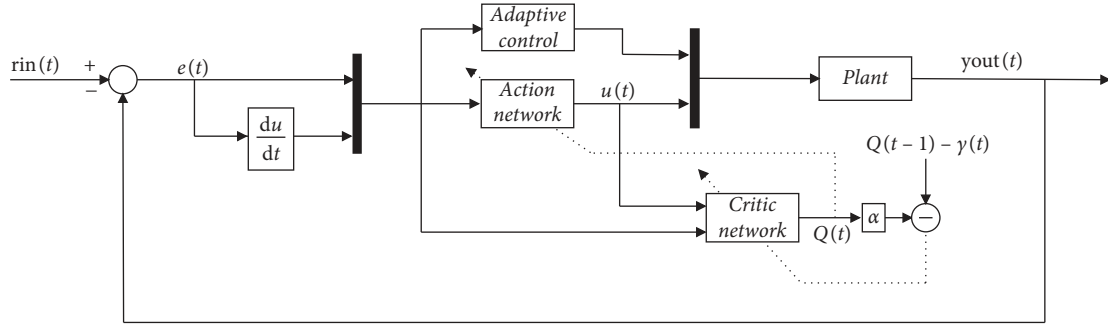 rin(t)
+
−
e(t)
du
dt
Adaptive
control
Action
network
u(t)
Plant
yout(t)
Q(t − 1) − γ(t)
Critic
network
Q(t)
α
−